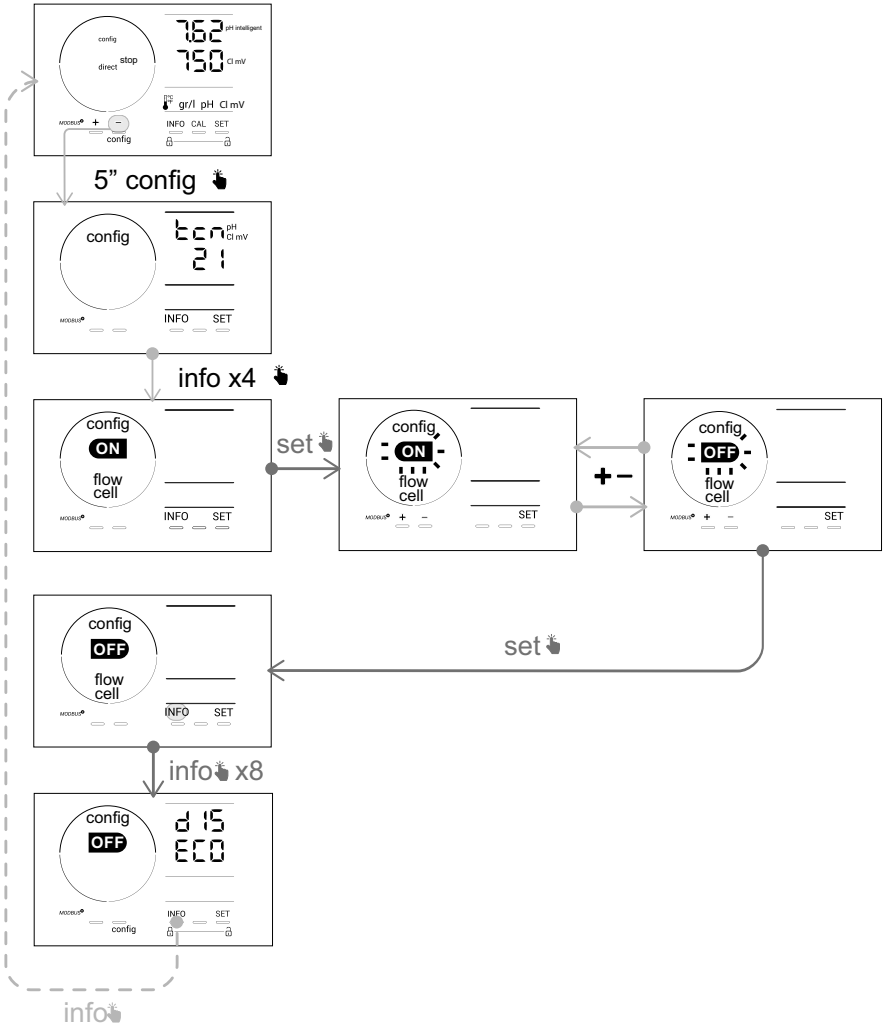 config
stop
direct
7.62 pH intelligent
750 Cl mV
°C
°F
gr/l pH Cl mV
MODBUS + −
INFO CAL SET
config
5” config
config
tcn pH
Cl mV
21
MODBUS
INFO SET
info x4
config
ON
flow
cell
MODBUS
INFO SET
set
config
ON
flow
cell
MODBUS + −
SET
+ −
config
OFF
flow
cell
MODBUS + −
SET
set
config
OFF
flow
cell
MODBUS
INFO SET
info x8
config
OFF
d15
ECO
MODBUS
INFO SET
config
info